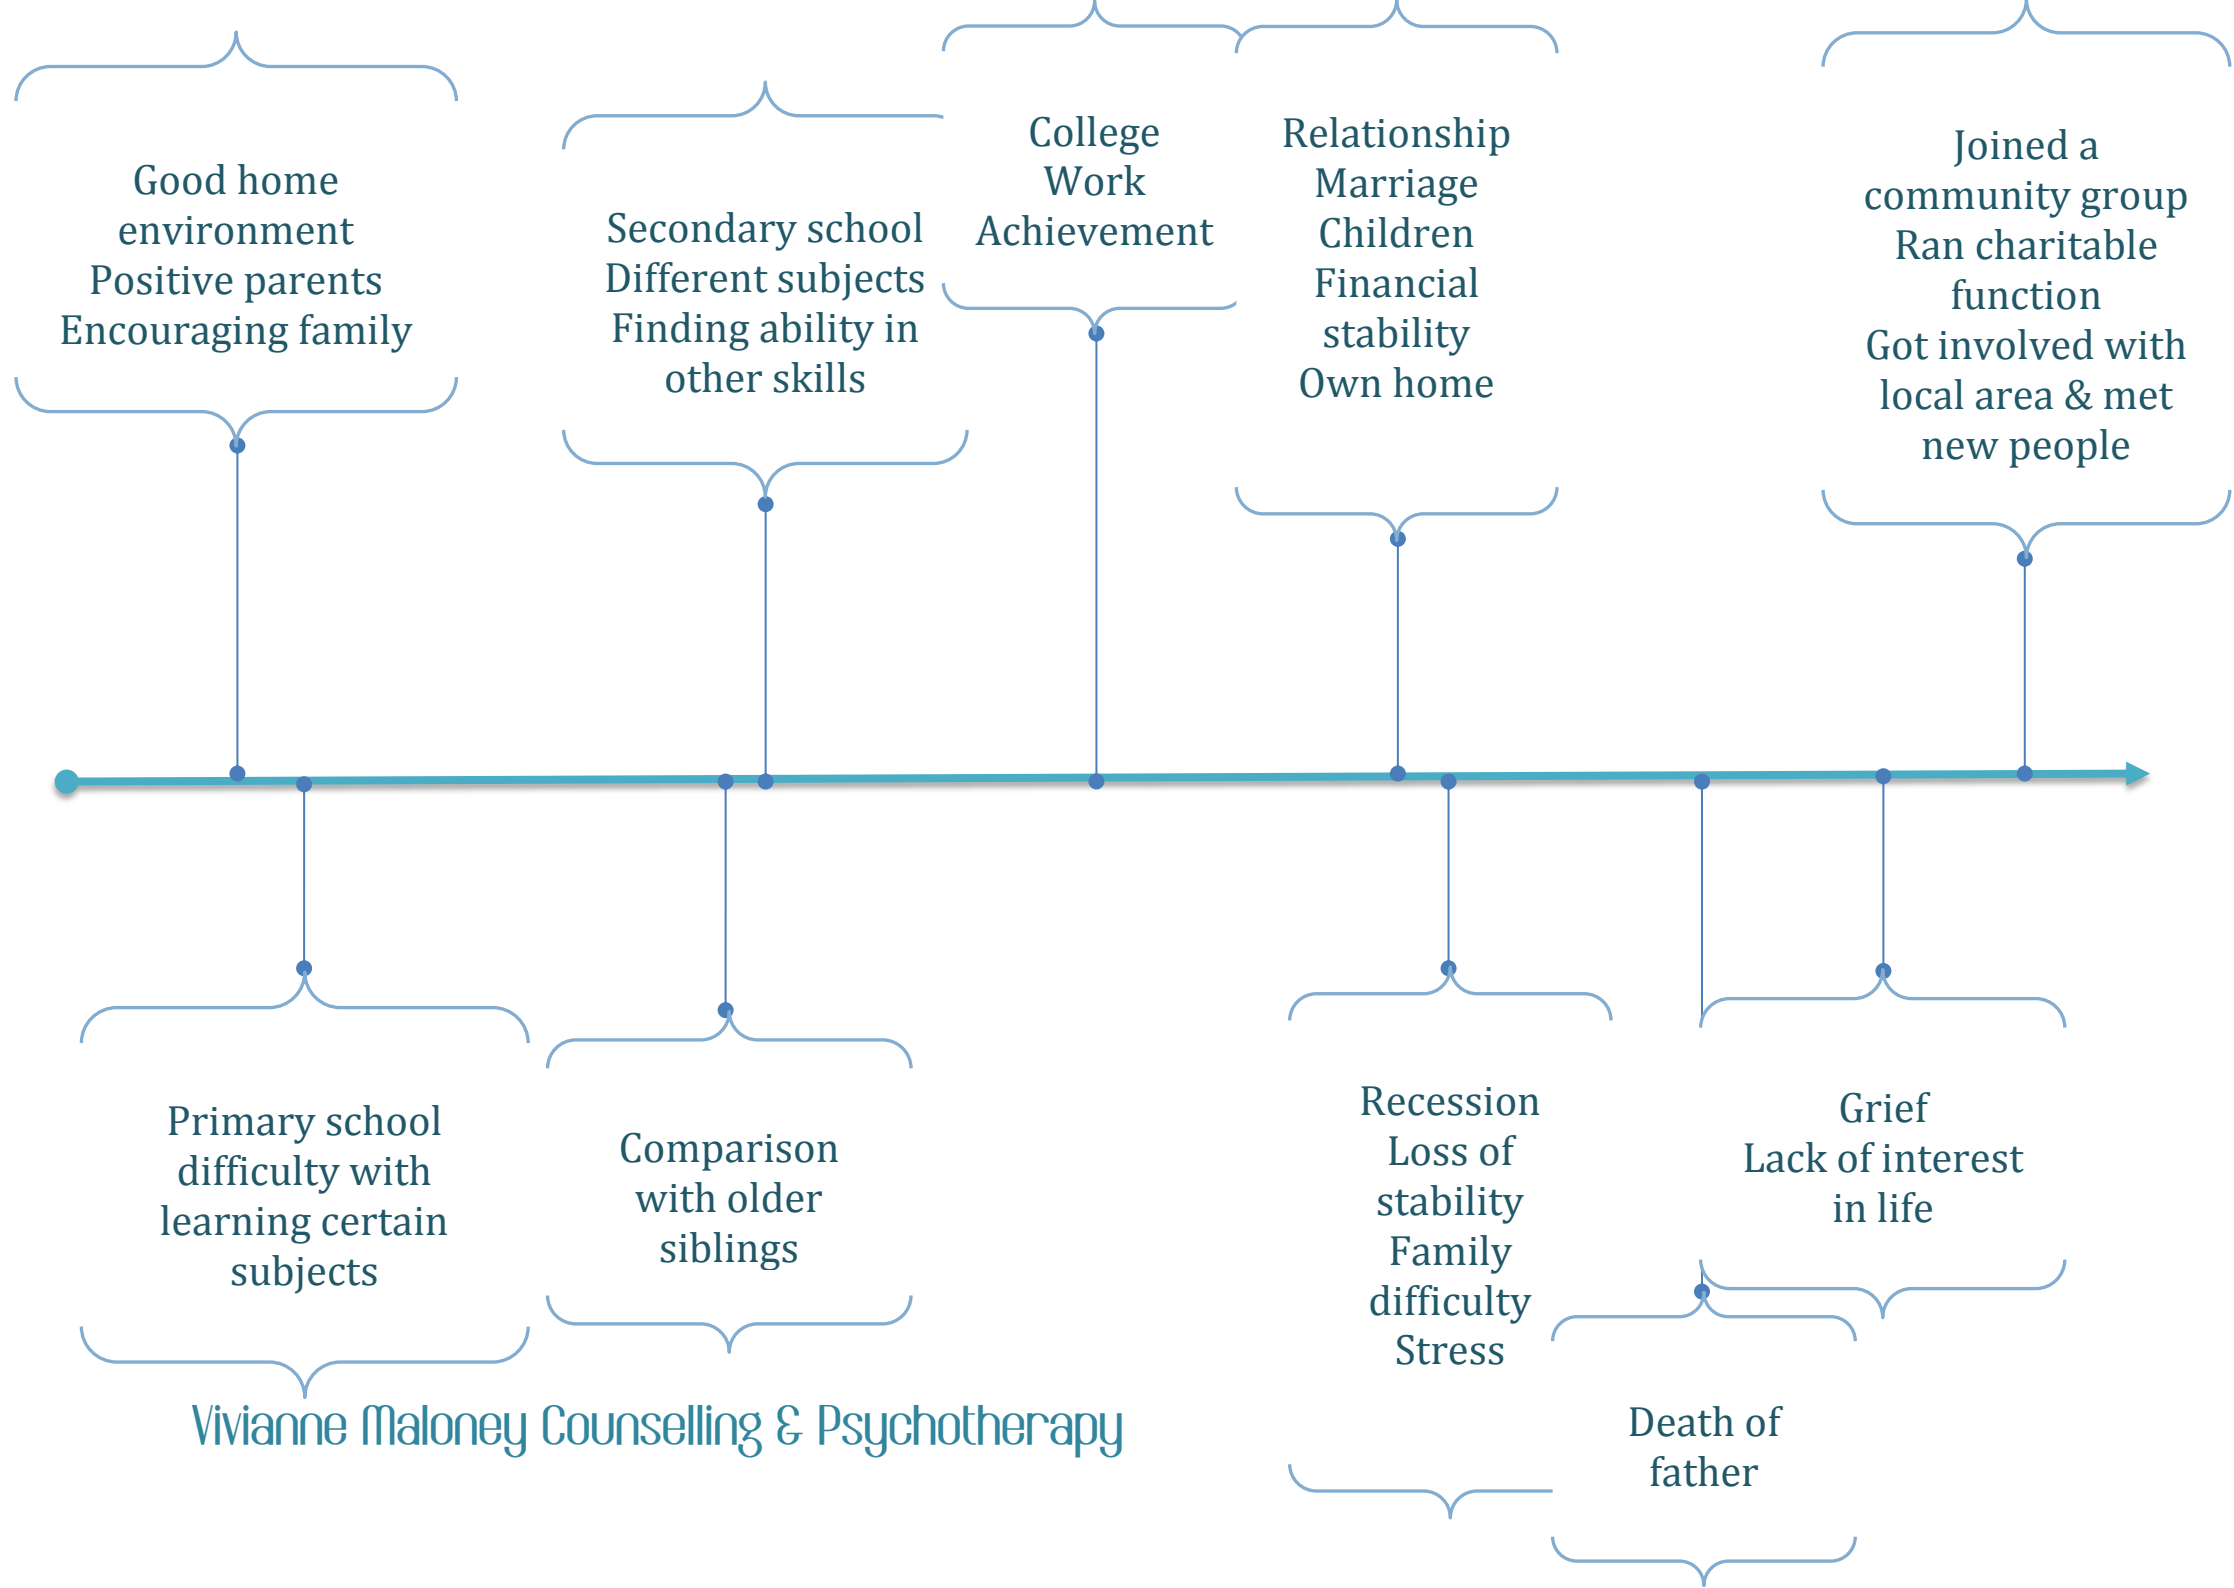 Good home
environment
Positive parents
Encouraging family
Secondary school
Different subjects
Finding ability in
other skills
College
Work
Achievement
Relationship
Marriage
Children
Financial
stability
Own home
Joined a
community group
Ran charitable
function
Got involved with
local area & met
new people
Primary school
difficulty with
learning certain
subjects
Comparison
with older
siblings
Recession
Loss of
stability
Family
difficulty
Stress
Death of
father
Grief
Lack of interest
in life
Vivianne Maloney Counselling & Psychotherapy